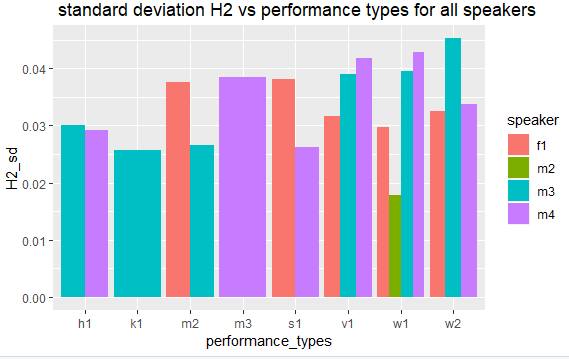 standard deviation H2 vs performance types for all speakers
H2_sd
0.04
0.03
0.02
0.01
0.00
h1 k1 m2 m3 s1 v1 w1 w2
performance_types
speaker
f1
m2
m3
m4